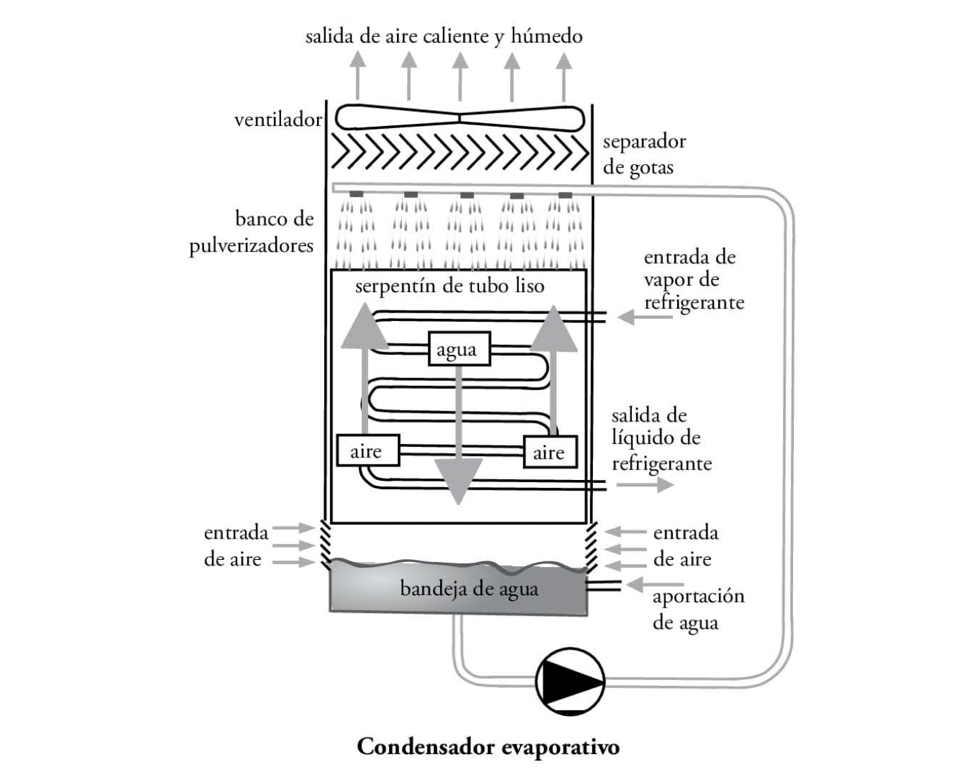 salida de aire caliente y húmedo
ventilador
separador
de gotas
banco de
pulverizadores
entrada de
vapor de
refrigerante
serpentín de tubo liso
agua
salida de
líquido de
refrigerante
aire
aire
entrada
de aire
entrada
de aire
bandeja de agua
aportación
de agua
Condensador evaporativo